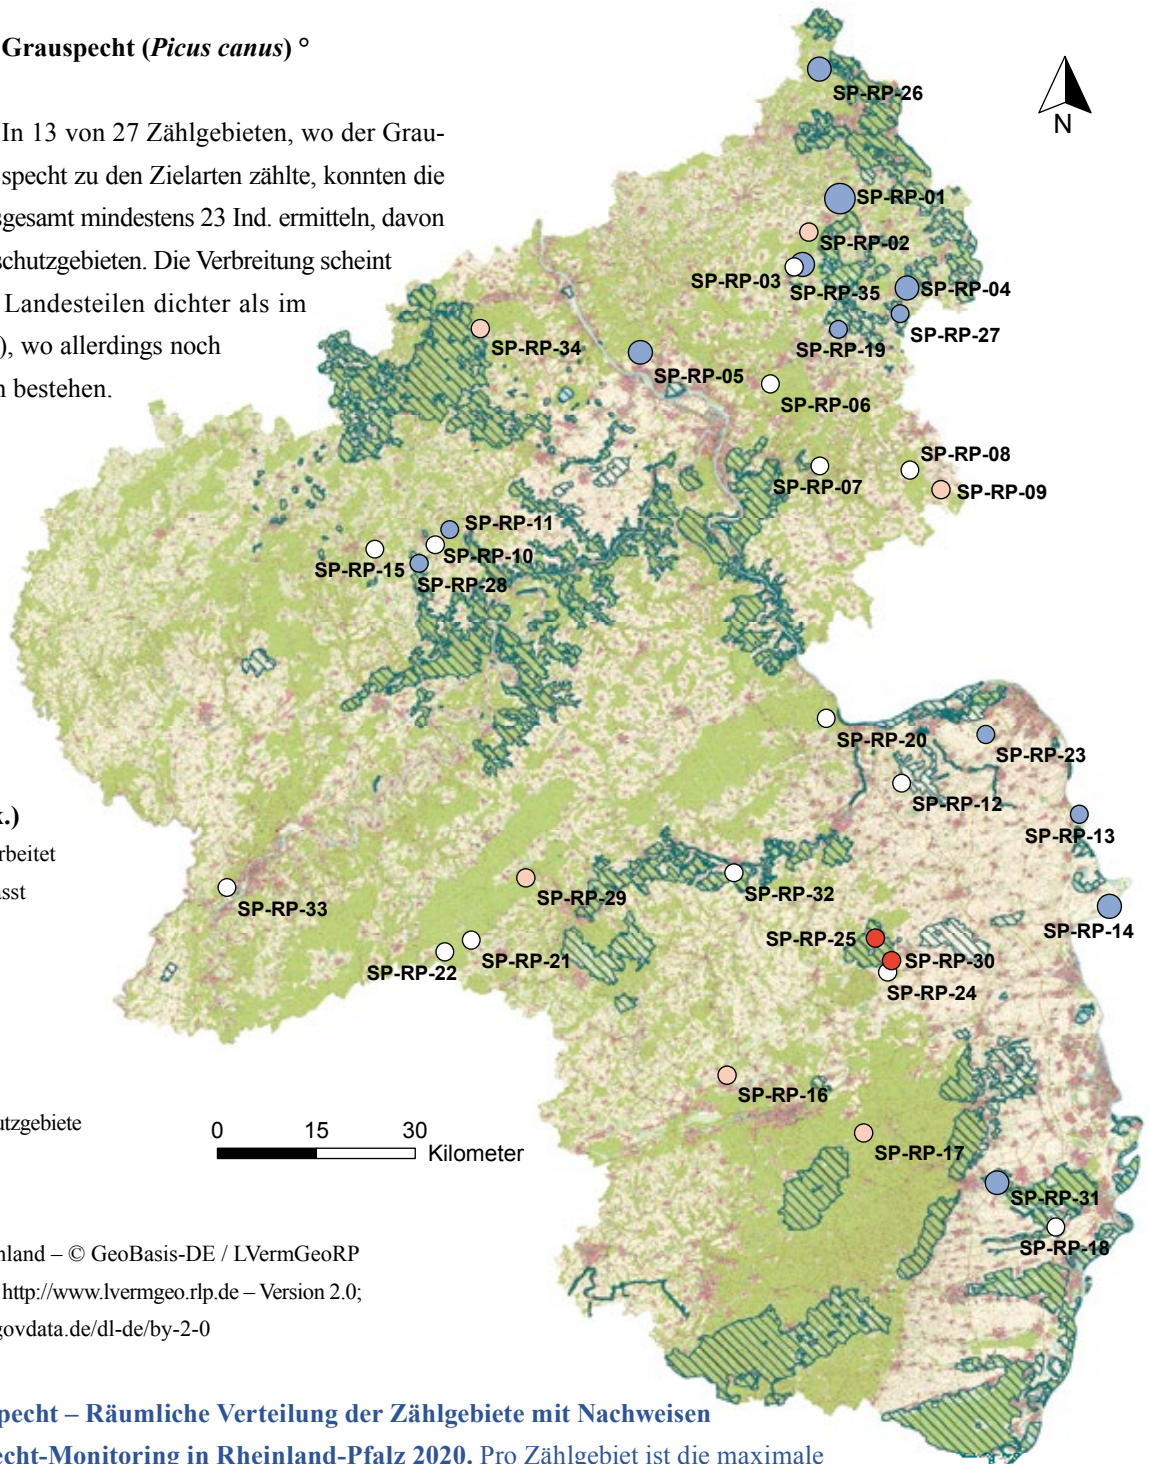 Grauspecht (Picus canus) °
In 13 von 27 Zählgebieten, wo der Grau-
specht zu den Zielarten zählte, konnten die
sgesamt mindestens 23 Ind. ermitteln, davon
schutzgebieten. Die Verbreitung scheint
Landesteilen dichter als im
), wo allerdings noch
n bestehen.
N
SP-RP-26
SP-RP-01
SP-RP-02
SP-RP-03
SP-RP-35
SP-RP-04
SP-RP-27
SP-RP-19
SP-RP-34
SP-RP-05
SP-RP-06
SP-RP-07
SP-RP-08
SP-RP-09
SP-RP-11
SP-RP-10
SP-RP-15
SP-RP-28
SP-RP-20
SP-RP-23
SP-RP-12
SP-RP-13
k.)
rbeitet
sst
SP-RP-33
SP-RP-29
SP-RP-32
SP-RP-14
SP-RP-25
SP-RP-30
SP-RP-24
SP-RP-21
SP-RP-22
SP-RP-16
SP-RP-17
SP-RP-31
SP-RP-18
utzgebiete
0 15 30
Kilometer
nland – © GeoBasis-DE / LVermGeoRP
http://www.lvermgeo.rlp.de – Version 2.0;
govdata.de/dl-de/by-2-0
pecht – Räumliche Verteilung der Zählgebiete mit Nachweisen
echt-Monitoring in Rheinland-Pfalz 2020. Pro Zählgebiet ist die maximale